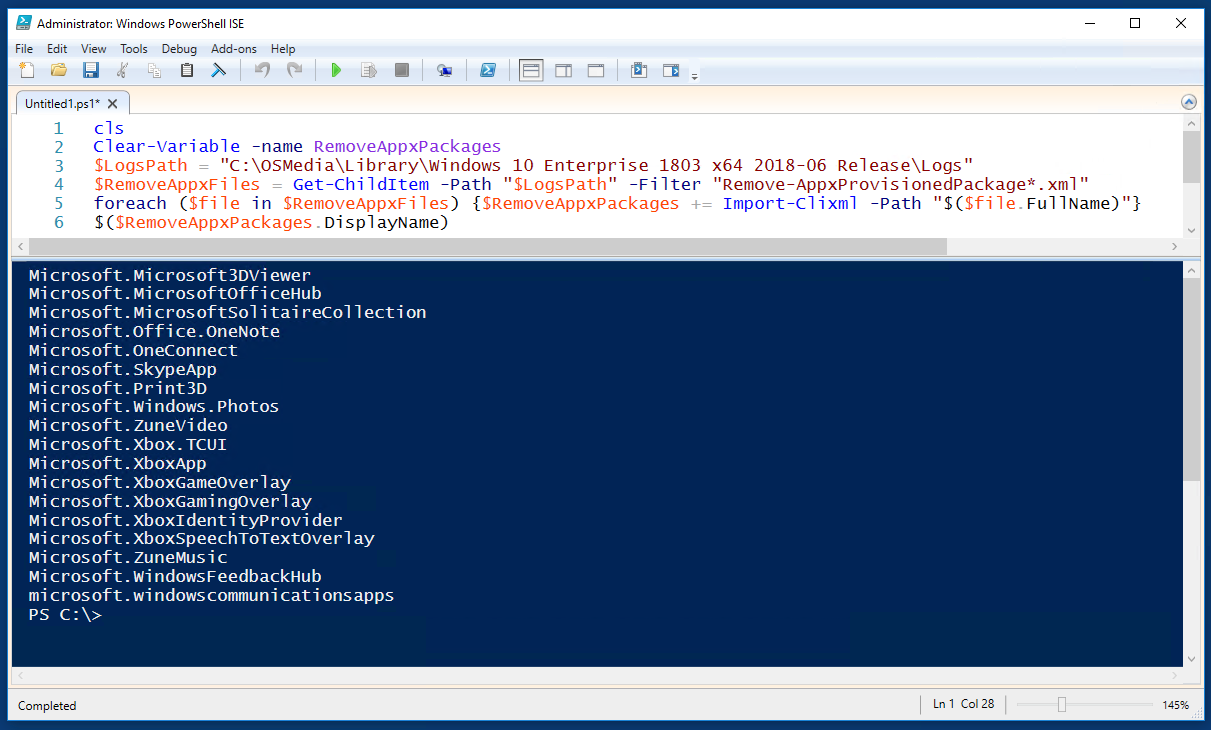 Administrator: Windows PowerShell ISE
File Edit View Tools Debug Add-ons Help
Untitled1.ps1*
1 cls
2 Clear-Variable -name RemoveAppxPackages
3 $LogsPath = "C:\OSMedia\Library\Windows 10 Enterprise 1803 x64 2018-06 Release\Logs"
4 $RemoveAppxFiles = Get-ChildItem -Path "$LogsPath" -Filter "Remove-AppxProvisionedPackage*.xml"
5 foreach ($file in $RemoveAppxFiles) {$RemoveAppxPackages += Import-Clixml -Path "$($file.FullName)"}
6 $($RemoveAppxPackages.DisplayName)
Microsoft.Microsoft3DViewer
Microsoft.MicrosoftOfficeHub
Microsoft.MicrosoftSolitaireCollection
Microsoft.Office.OneNote
Microsoft.OneConnect
Microsoft.SkypeApp
Microsoft.Print3D
Microsoft.Windows.Photos
Microsoft.ZuneVideo
Microsoft.Xbox.TCUI
Microsoft.XboxApp
Microsoft.XboxGameOverlay
Microsoft.XboxGamingOverlay
Microsoft.XboxIdentityProvider
Microsoft.XboxSpeechToTextOverlay
Microsoft.ZuneMusic
Microsoft.WindowsFeedbackHub
microsoft.windowscommunicationsapps
PS C:\>
Completed Ln 1 Col 28 145%